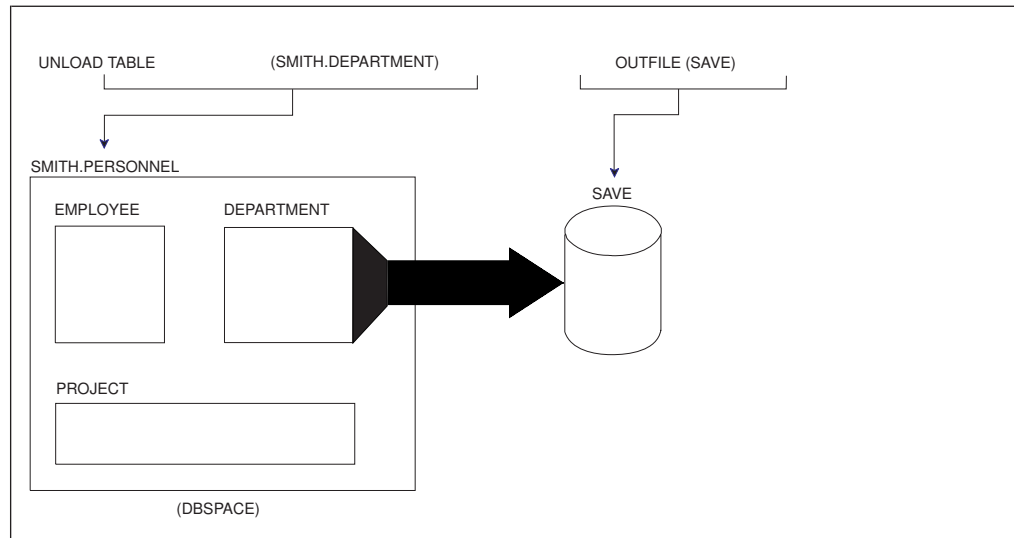 UNLOAD TABLE (SMITH.DEPARTMENT) OUTFILE (SAVE)
SMITH.PERSONNEL
SAVE
EMPLOYEE DEPARTMENT
PROJECT
(DBSPACE)